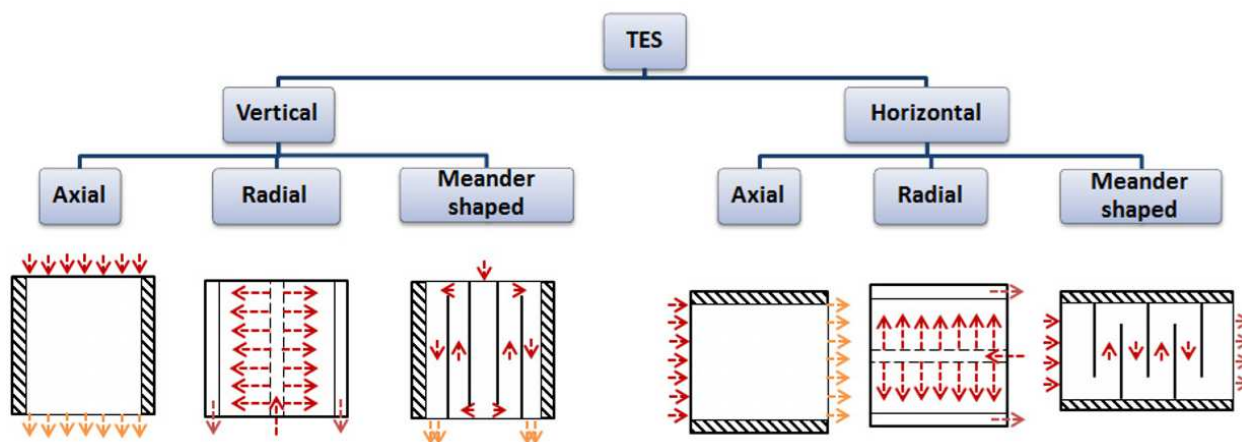 TES
Vertical
Horizontal
Axial
Radial
Meander
shaped
Axial
Radial
Meander
shaped